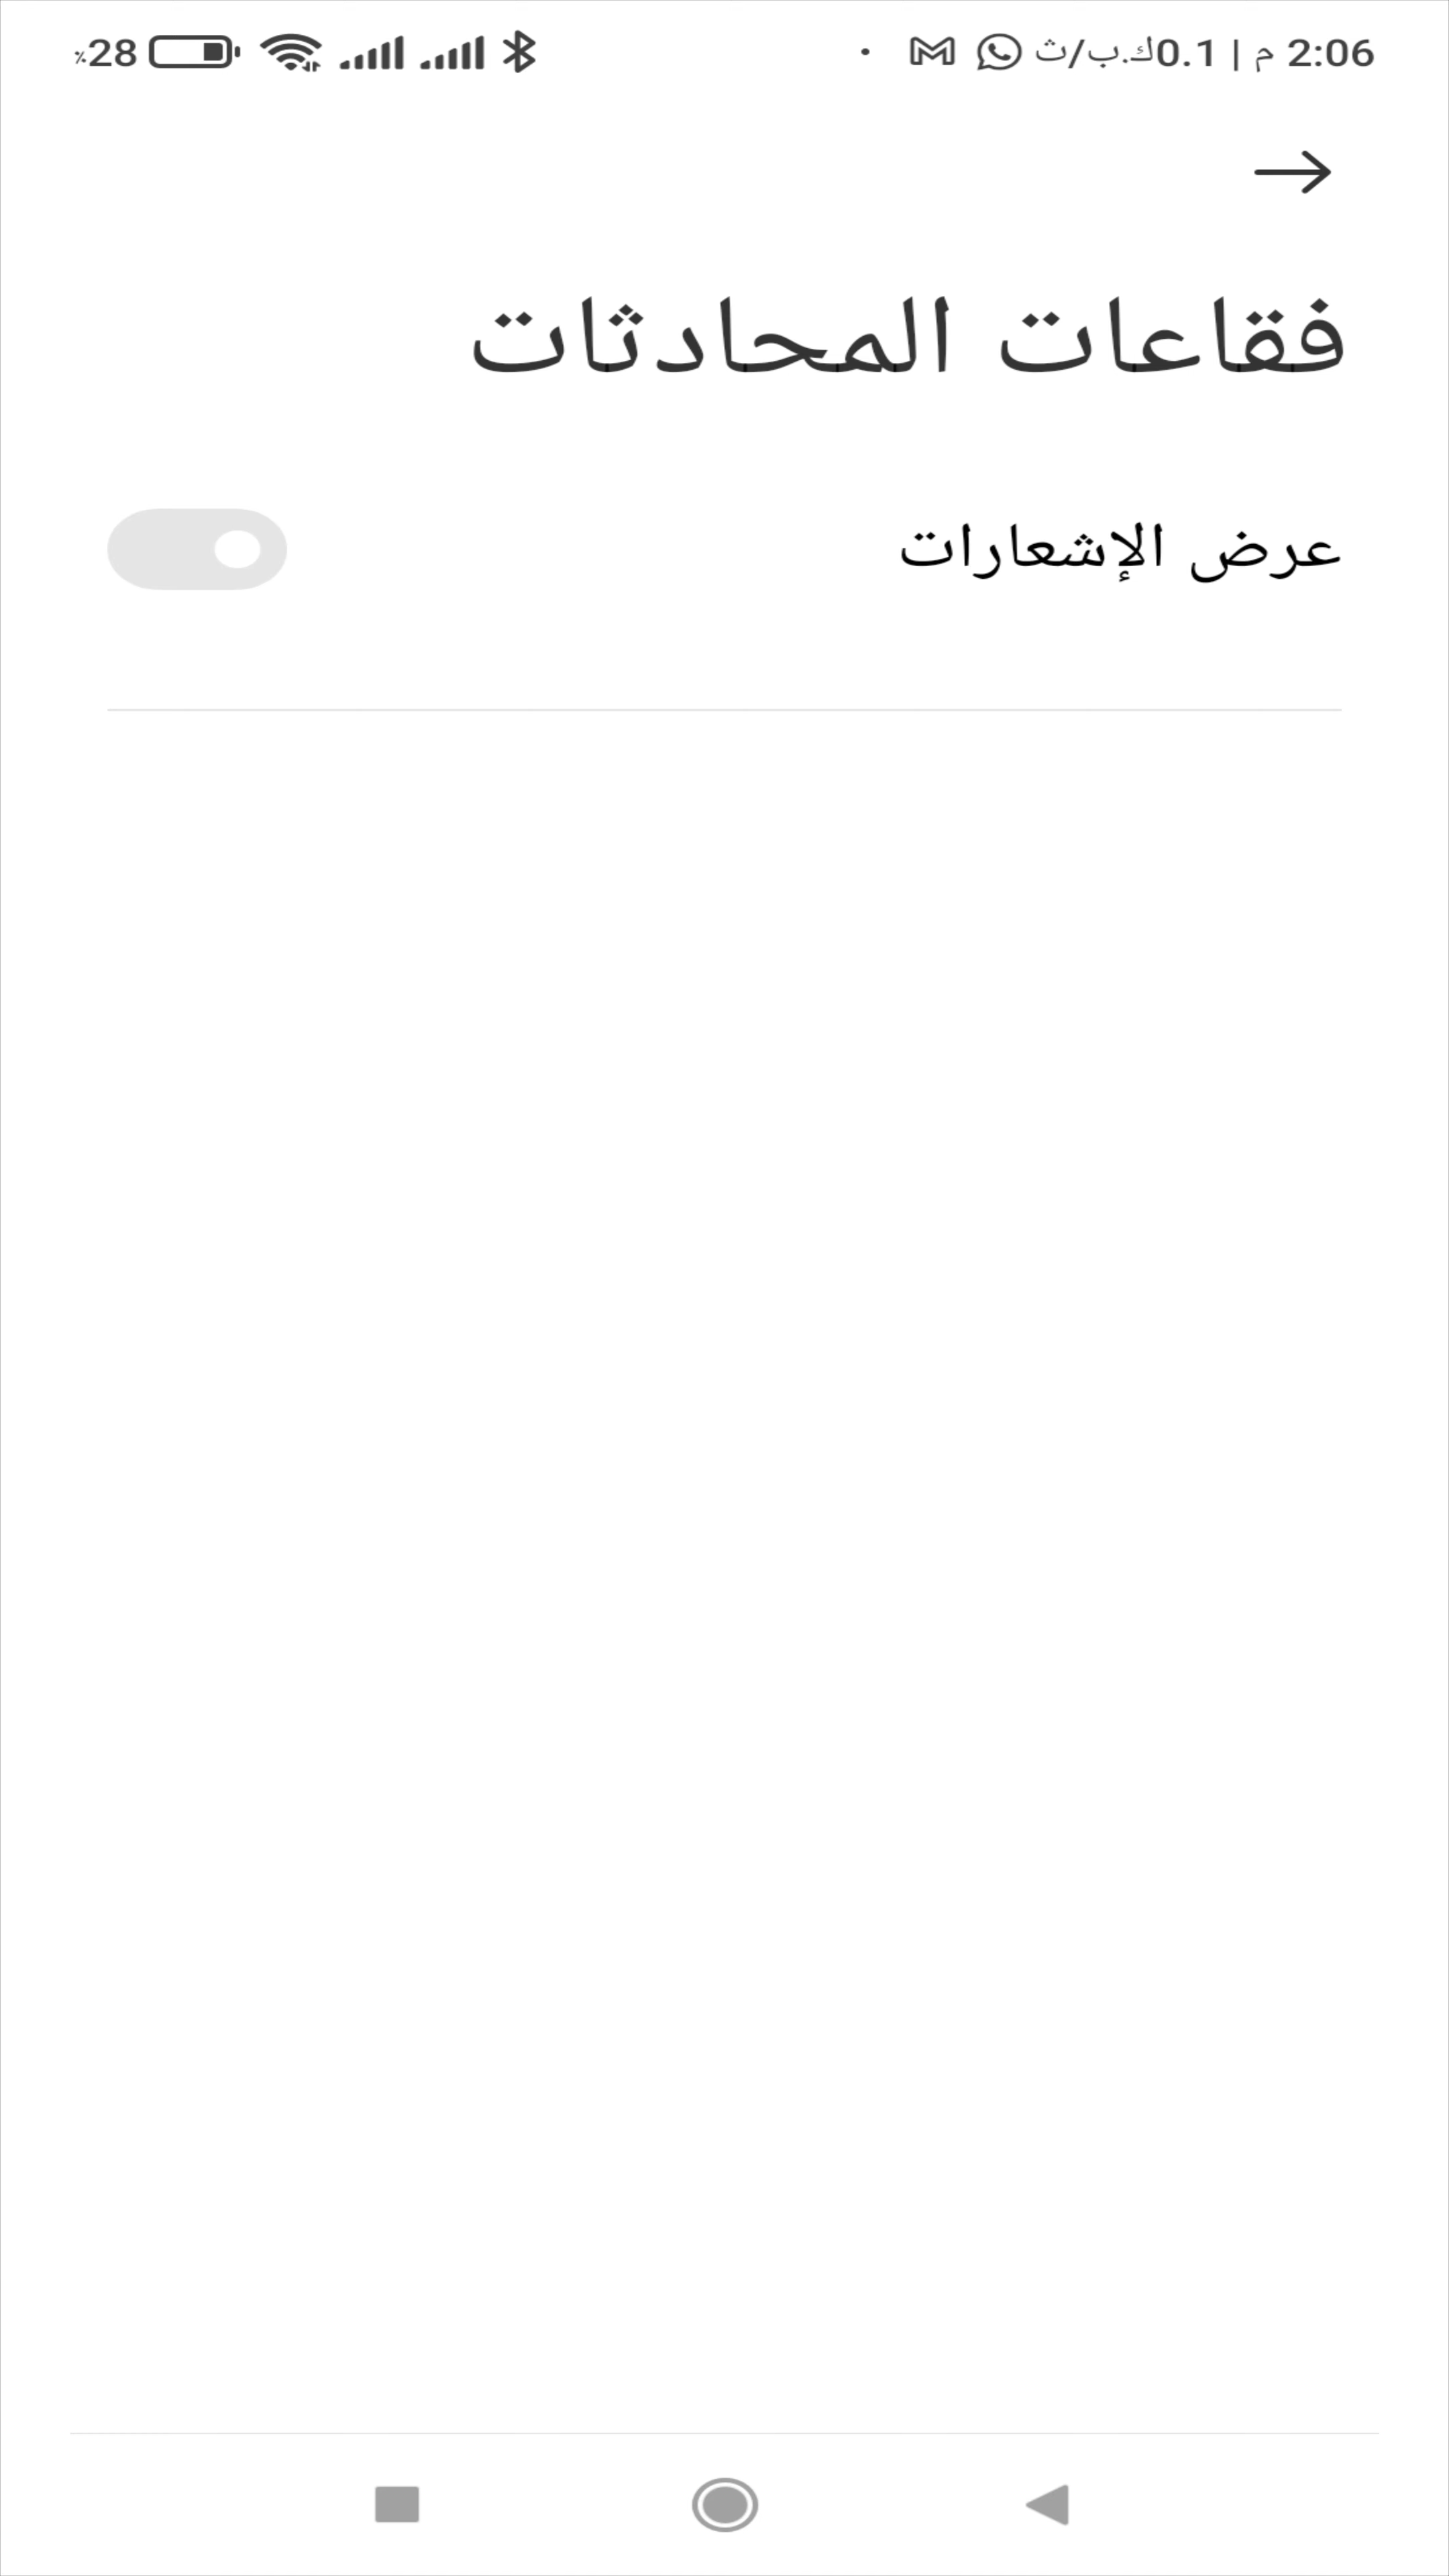 2:06 م | 0.1ك.ب/ث
28٪
فقاعات المحادثات
عرض الإشعارات